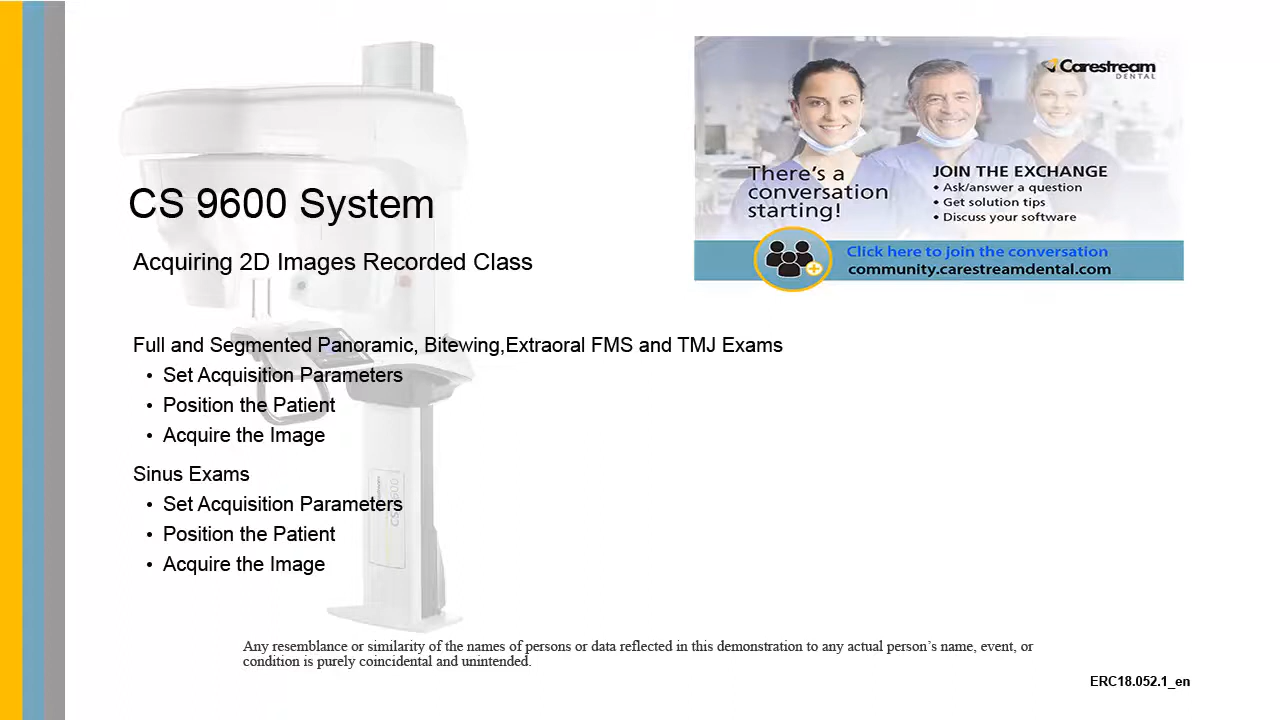 Carestream
DENTAL
There's a
conversation
starting!
JOIN THE EXCHANGE
• Ask/answer a question
• Get solution tips
• Discuss your software
Click here to join the conversation
community.carestreamdental.com
CS 9600 System
Acquiring 2D Images Recorded Class
Full and Segmented Panoramic, Bitewing,Extraoral FMS and TMJ Exams
• Set Acquisition Parameters
• Position the Patient
• Acquire the Image
Sinus Exams
• Set Acquisition Parameters
• Position the Patient
• Acquire the Image
CS 9600
Any resemblance or similarity of the names of persons or data reflected in this demonstration to any actual person's name, event, or
condition is purely coincidental and unintended.
ERC18.052.1_en